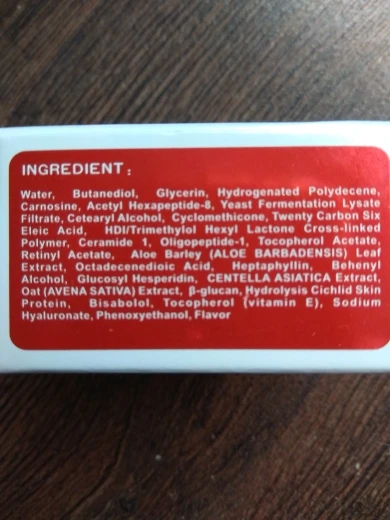 INGREDIENT :
Water, Butanediol, Glycerin, Hydrogenated Polydecene,
Carnosine, Acetyl Hexapeptide-8, Yeast Fermentation Lysate
Filtrate, Cetearyl Alcohol, Cyclomethicone, Twenty Carbon Six
Eleic Acid, HDI/Trimethylol Hexyl Lactone Cross-linked
Polymer, Ceramide 1, Oligopeptide-1, Tocopherol Acetate,
Retinyl Acetate, Aloe Barley (ALOE BARBADENSIS) Leaf
Extract, Octadecenedioic Acid, Heptaphyllin, Behenyl
Alcohol, Glucosyl Hesperidin, CENTELLA ASIATICA Extract,
Oat (AVENA SATIVA) Extract, β-glucan, Hydrolysis Cichlid Skin
Protein, Bisabolol, Tocopherol (vitamin E), Sodium
Hyaluronate, Phenoxyethanol, Flavor